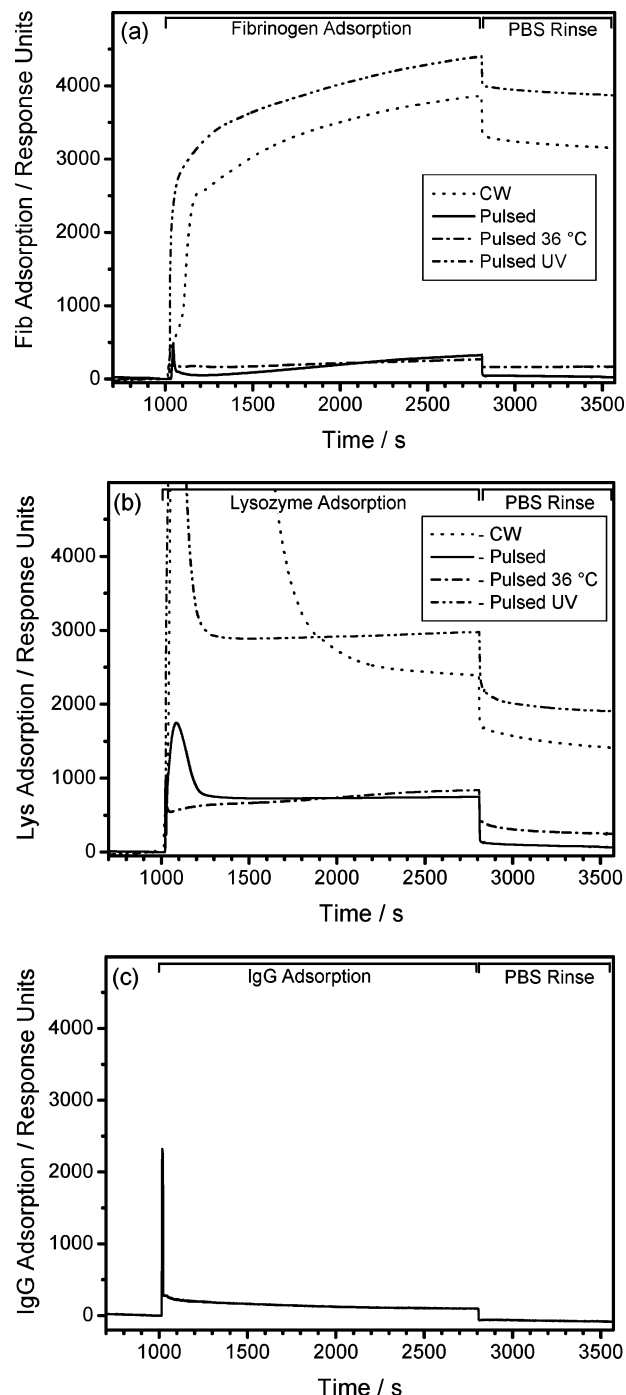 (a)
Fibrinogen Adsorption
PBS Rinse
4000
3000
2000
1000
0
Fib Adsorption / Response Units
CW
Pulsed
Pulsed 36 °C
Pulsed UV
1000 1500 2000 2500 3000 3500
Time / s
(b)
Lysozyme Adsorption
PBS Rinse
4000
3000
2000
1000
0
Lys Adsorption / Response Units
CW
Pulsed
Pulsed 36 °C
Pulsed UV
1000 1500 2000 2500 3000 3500
Time / s
(c)
IgG Adsorption
PBS Rinse
4000
3000
2000
1000
0
IgG Adsorption / Response Units
1000 1500 2000 2500 3000 3500
Time / s